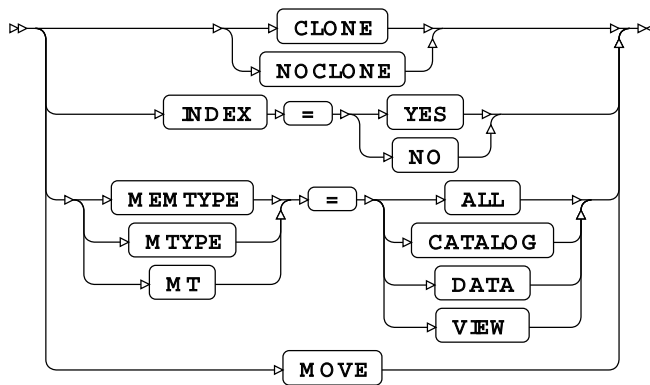 CLONE
NOCLONE
INDEX = YES
NO
MEMTYPE = ALL
MTYPE CATALOG
MT DATA
VIEW
MOVE